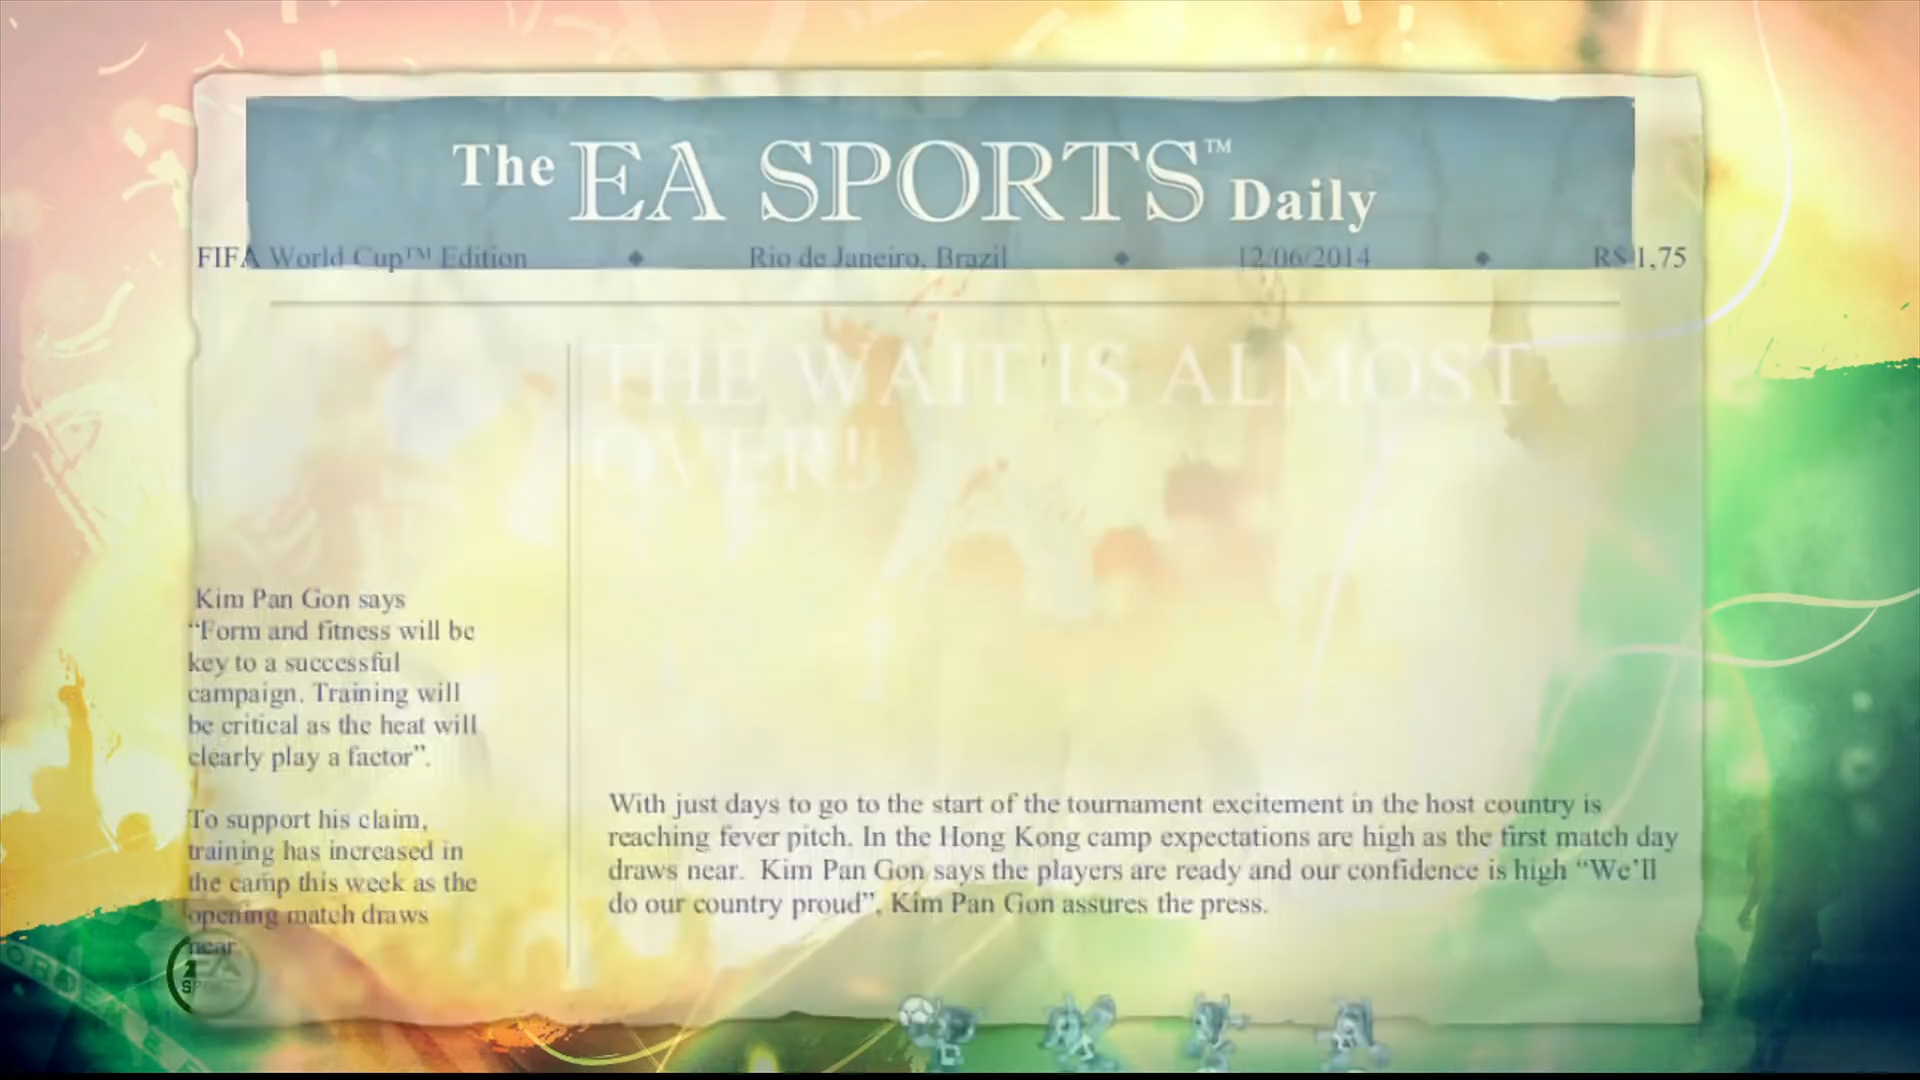 The EA SPORTS™ Daily
FIFA World Cup™ Edition ◆ Rio de Janeiro, Brazil ◆ 12/06/2014 ◆ R$ 1,75
THE WAIT IS ALMOST
OVER!!
Kim Pan Gon says
“Form and fitness will be
key to a successful
campaign. Training will
be critical as the heat will
clearly play a factor”.
To support his claim,
training has increased in
the camp this week as the
opening match draws
near.
With just days to go to the start of the tournament excitement in the host country is
reaching fever pitch. In the Hong Kong camp expectations are high as the first match day
draws near.  Kim Pan Gon says the players are ready and our confidence is high “We’ll
do our country proud”, Kim Pan Gon assures the press.
EA
SPORTS